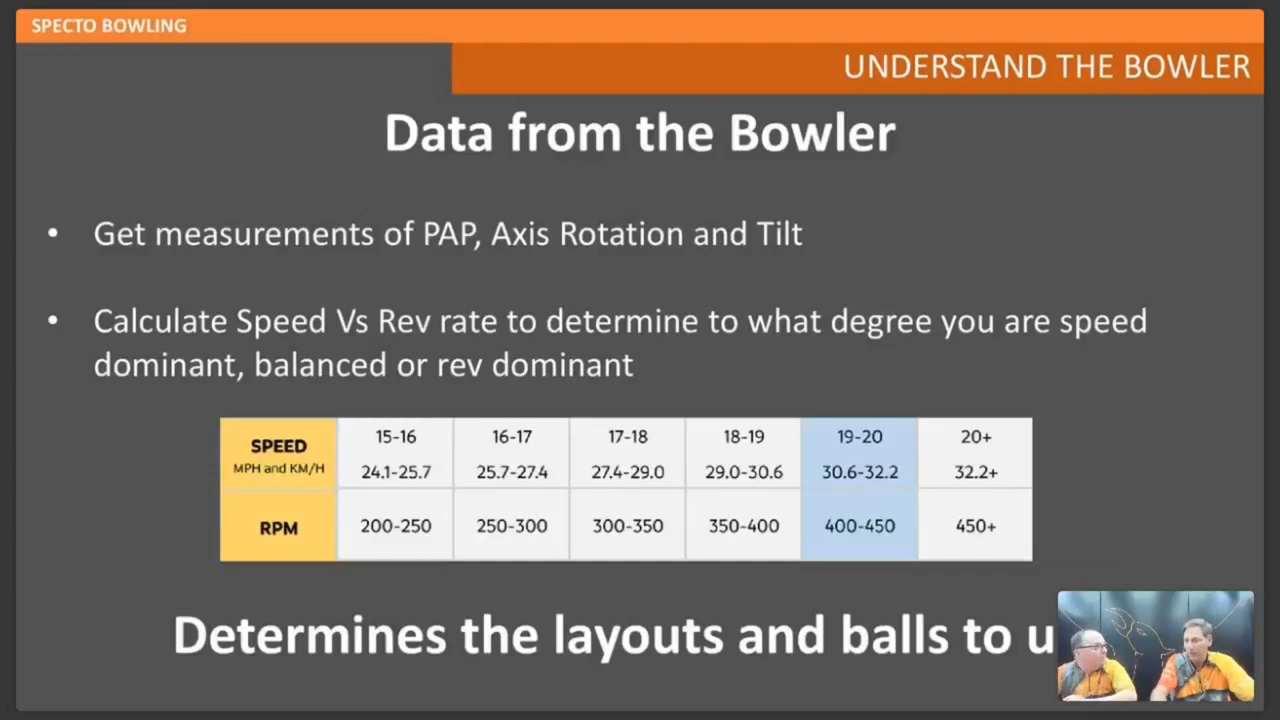 SPECTO BOWLING
UNDERSTAND THE BOWLER
Data from the Bowler
• Get measurements of PAP, Axis Rotation and Tilt
• Calculate Speed Vs Rev rate to determine to what degree you are speed
dominant, balanced or rev dominant
SPEED 15-16 16-17 17-18 18-19 19-20 20+
MPH and KM/H 24.1-25.7 25.7-27.4 27.4-29.0 29.0-30.6 30.6-32.2 32.2+
RPM 200-250 250-300 300-350 350-400 400-450 450+
Determines the layouts and balls to u